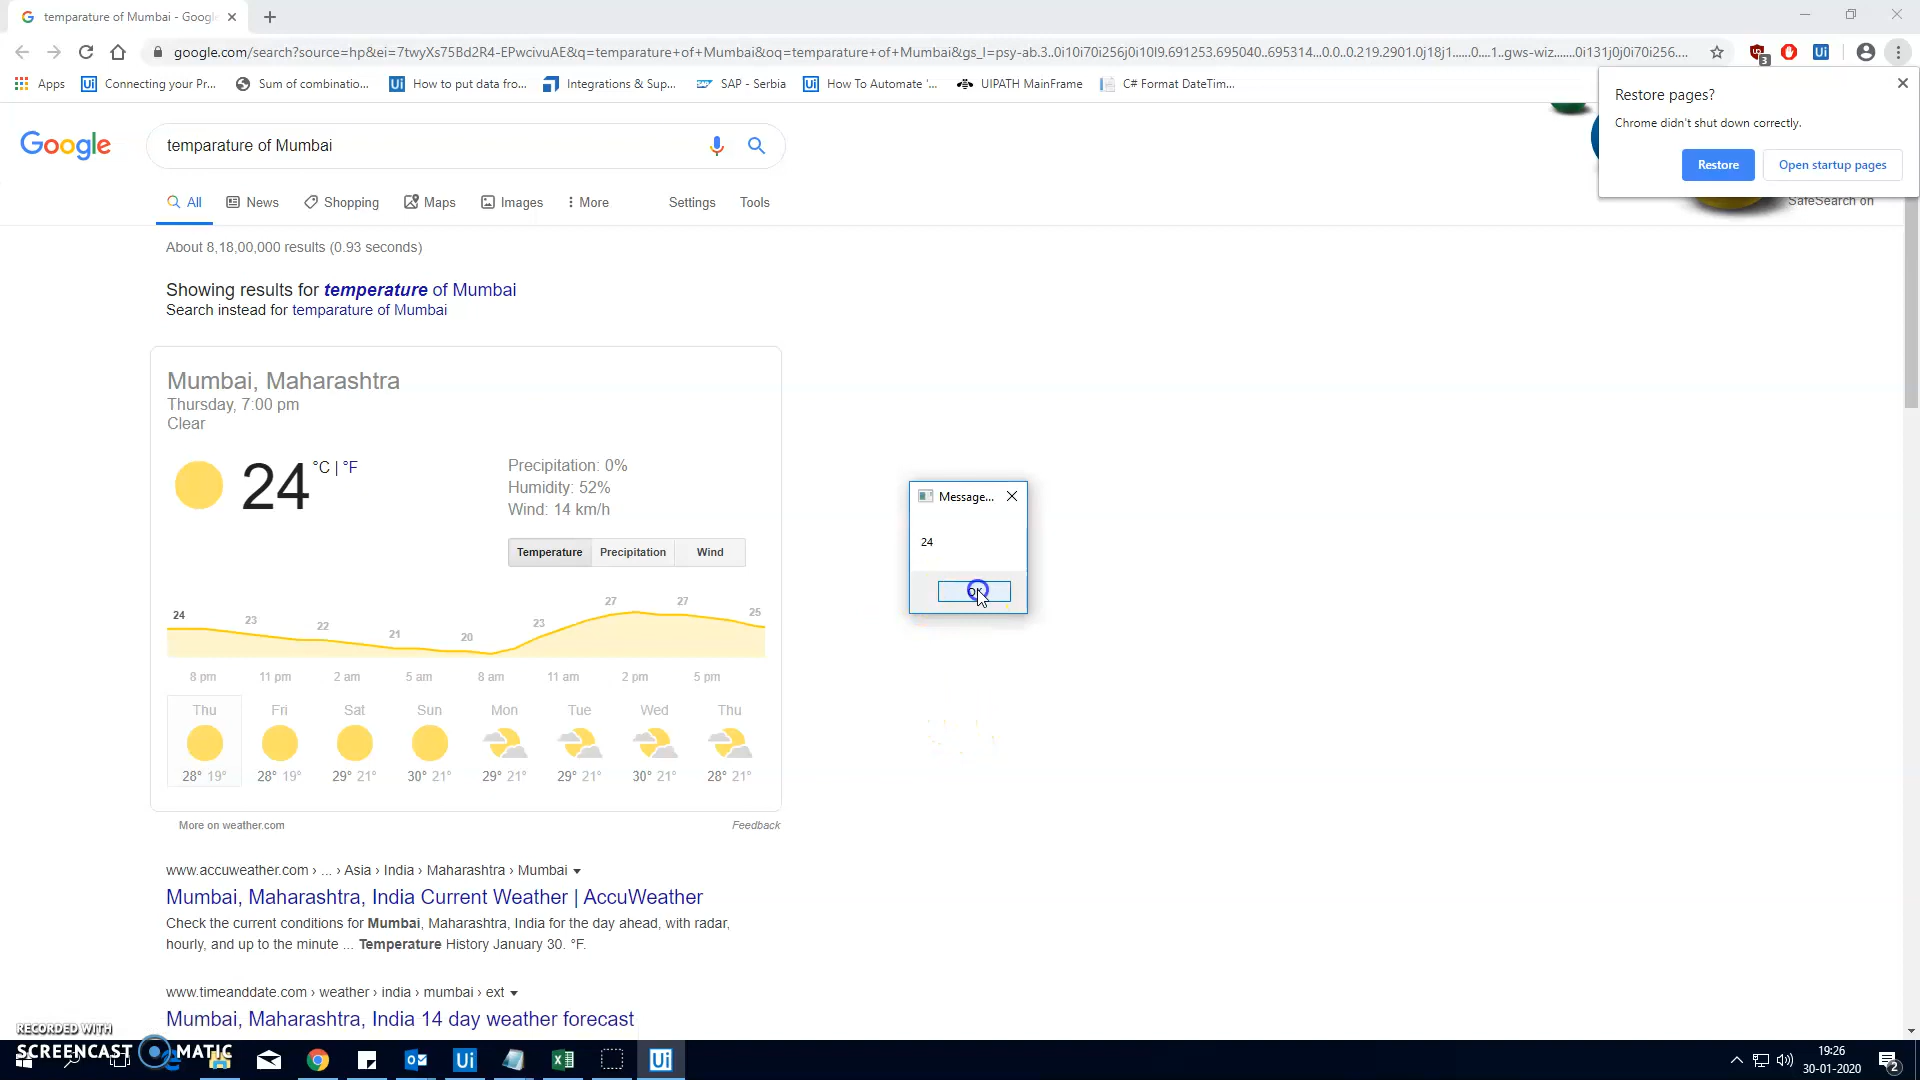 temparature of Mumbai - Googl
google.com/search?source=hp&ei=7twyXs75Bd2R4-EPwcivuAE&q=temparature+of+Mumbai&oq=temparature+of+Mumbai&gs_l=psy-ab.3..0i10i70i256j0i10l9.691253.695040..695314...0.0..0.219.2901.0j18j1......0....1..gws-wiz.......0i131j0j0i70i256....
3
Apps
Connecting your Pr...
Sum of combinatio...
How to put data fro...
Integrations & Sup...
SAP - Serbia
How To Automate '...
UIPATH MainFrame
C# Format DateTim...
Restore pages?
Chrome didn't shut down correctly.
Restore
Open startup pages
SafeSearch on
Google
temparature of Mumbai
All
News
Shopping
Maps
Images
More
Settings
Tools
About 8,18,00,000 results (0.93 seconds)
Showing results for temperature of Mumbai
Search instead for temparature of Mumbai
Mumbai, Maharashtra
Thursday, 7:00 pm
Clear
24 °C | °F
Precipitation: 0%
Humidity: 52%
Wind: 14 km/h
Temperature
Precipitation
Wind
24 23 22 21 20 23 27 27 25
8 pm 11 pm 2 am 5 am 8 am 11 am 2 pm 5 pm
Thu Fri Sat Sun Mon Tue Wed Thu
28° 19° 28° 19° 29° 21° 30° 21° 29° 21° 29° 21° 30° 21° 28° 21°
More on weather.com
Feedback
Message...
24
www.accuweather.com › ... › Asia › India › Maharashtra › Mumbai
Mumbai, Maharashtra, India Current Weather | AccuWeather
Check the current conditions for Mumbai, Maharashtra, India for the day ahead, with radar,
hourly, and up to the minute ... Temperature History January 30. °F.
www.timeanddate.com › weather › india › mumbai › ext
Mumbai, Maharashtra, India 14 day weather forecast
RECORDED WITH
SCREENCAST MATIC
Ui
Ui
19:26
30-01-2020
2